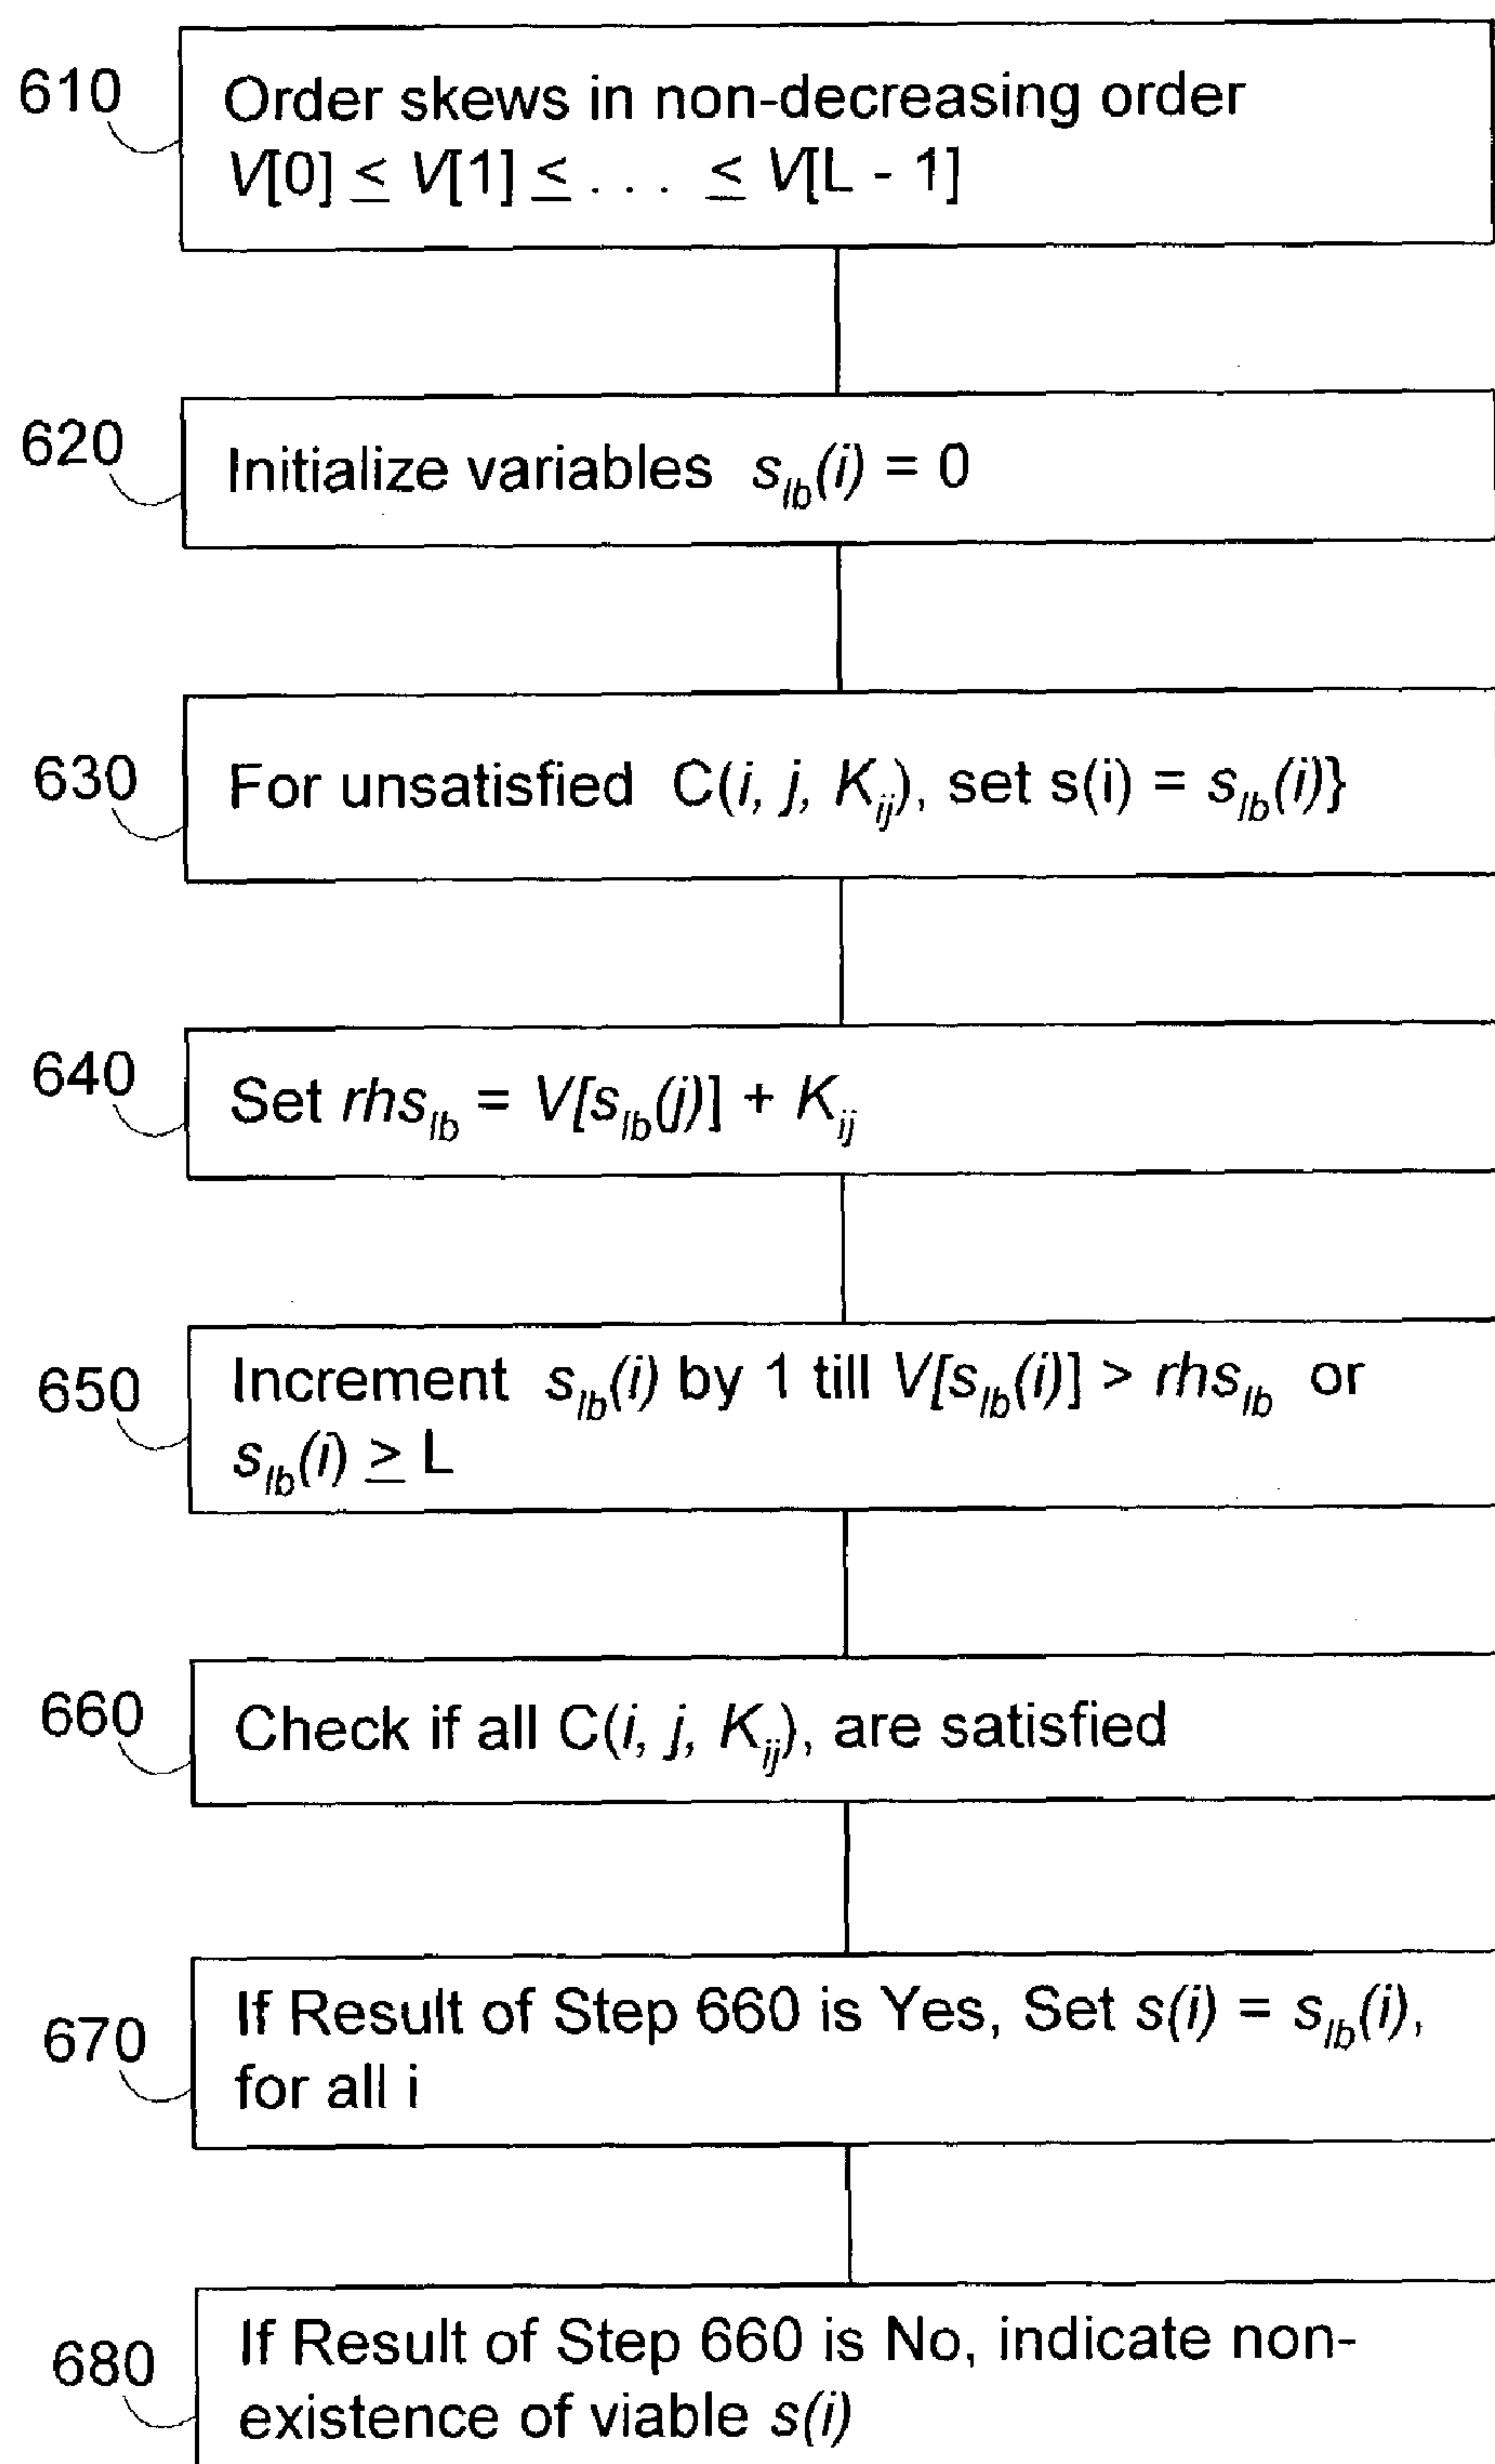 610
Order skews in non-decreasing order
V[0] ≤ V[1] ≤ . . . ≤ V[L - 1]
620
Initialize variables s_lb(i) = 0
630
For unsatisfied C(i, j, K_ij), set s(i) = s_lb(i)}
640
Set rhs_lb = V[s_lb(j)] + K_ij
650
Increment s_lb(i) by 1 till V[s_lb(i)] > rhs_lb or
s_lb(i) ≥ L
660
Check if all C(i, j, K_ij), are satisfied
670
If Result of Step 660 is Yes, Set s(i) = s_lb(i),
for all i
680
If Result of Step 660 is No, indicate non-
existence of viable s(i)